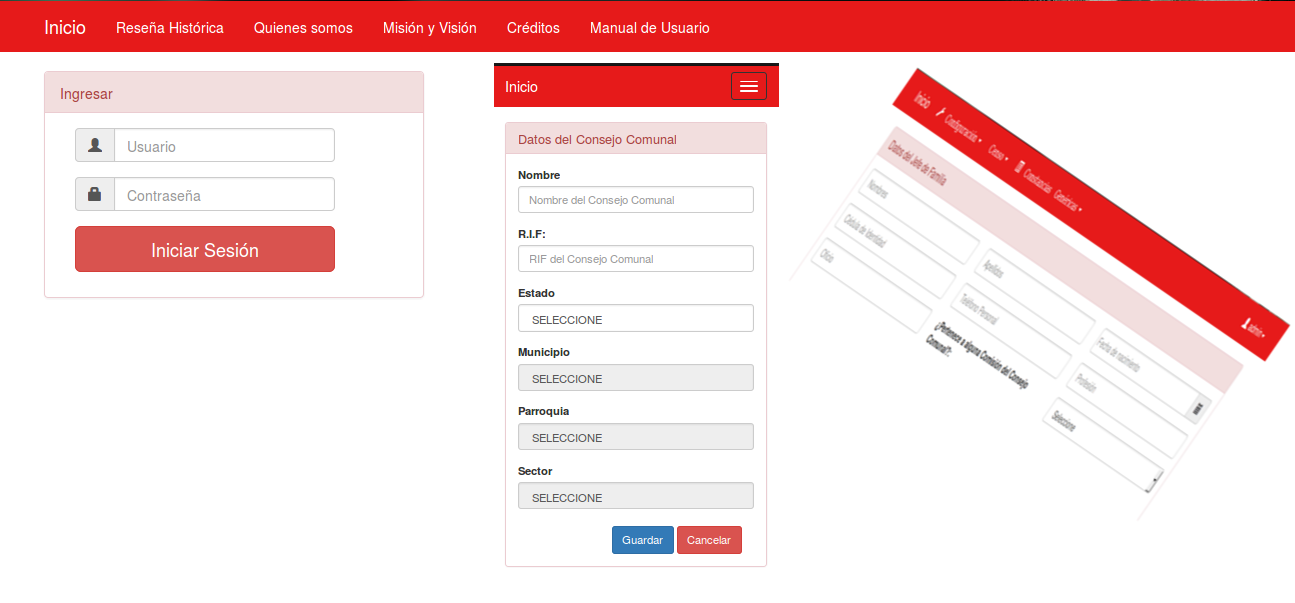 Inicio Reseña Histórica Quienes somos Misión y Visión Créditos Manual de Usuario
Ingresar
Usuario
Contraseña
Iniciar Sesión
Inicio
Datos del Consejo Comunal
Nombre
Nombre del Consejo Comunal
R.I.F:
RIF del Consejo Comunal
Estado
SELECCIONE
Municipio
SELECCIONE
Parroquia
SELECCIONE
Sector
SELECCIONE
Guardar Cancelar
Inicio Configuración Censo Constancias Genéricas admin
Datos del Jefe de Familia
Nombres Apellidos Fecha de nacimiento
Cédula de Identidad Teléfono Personal Profesión
Oficio ¿Pertenece a alguna Comisión del Consejo Seleccione
Comunal?: